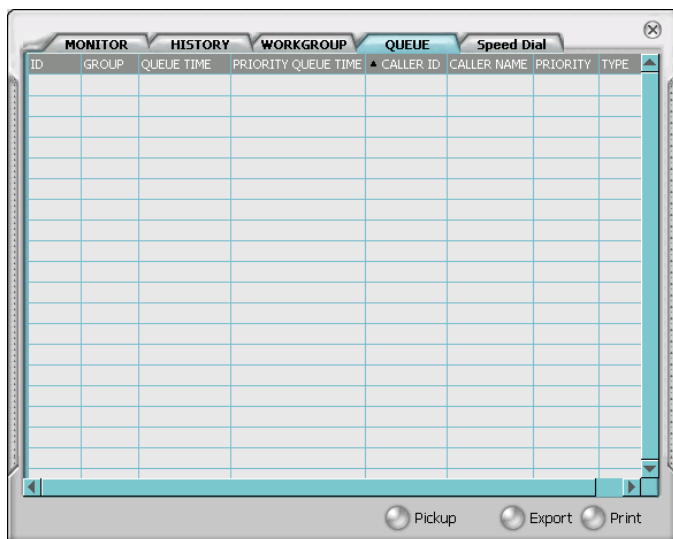 MONITOR HISTORY WORKGROUP QUEUE Speed Dial
ID GROUP QUEUE TIME PRIORITY QUEUE TIME CALLER ID CALLER NAME PRIORITY TYPE
Pickup Export Print